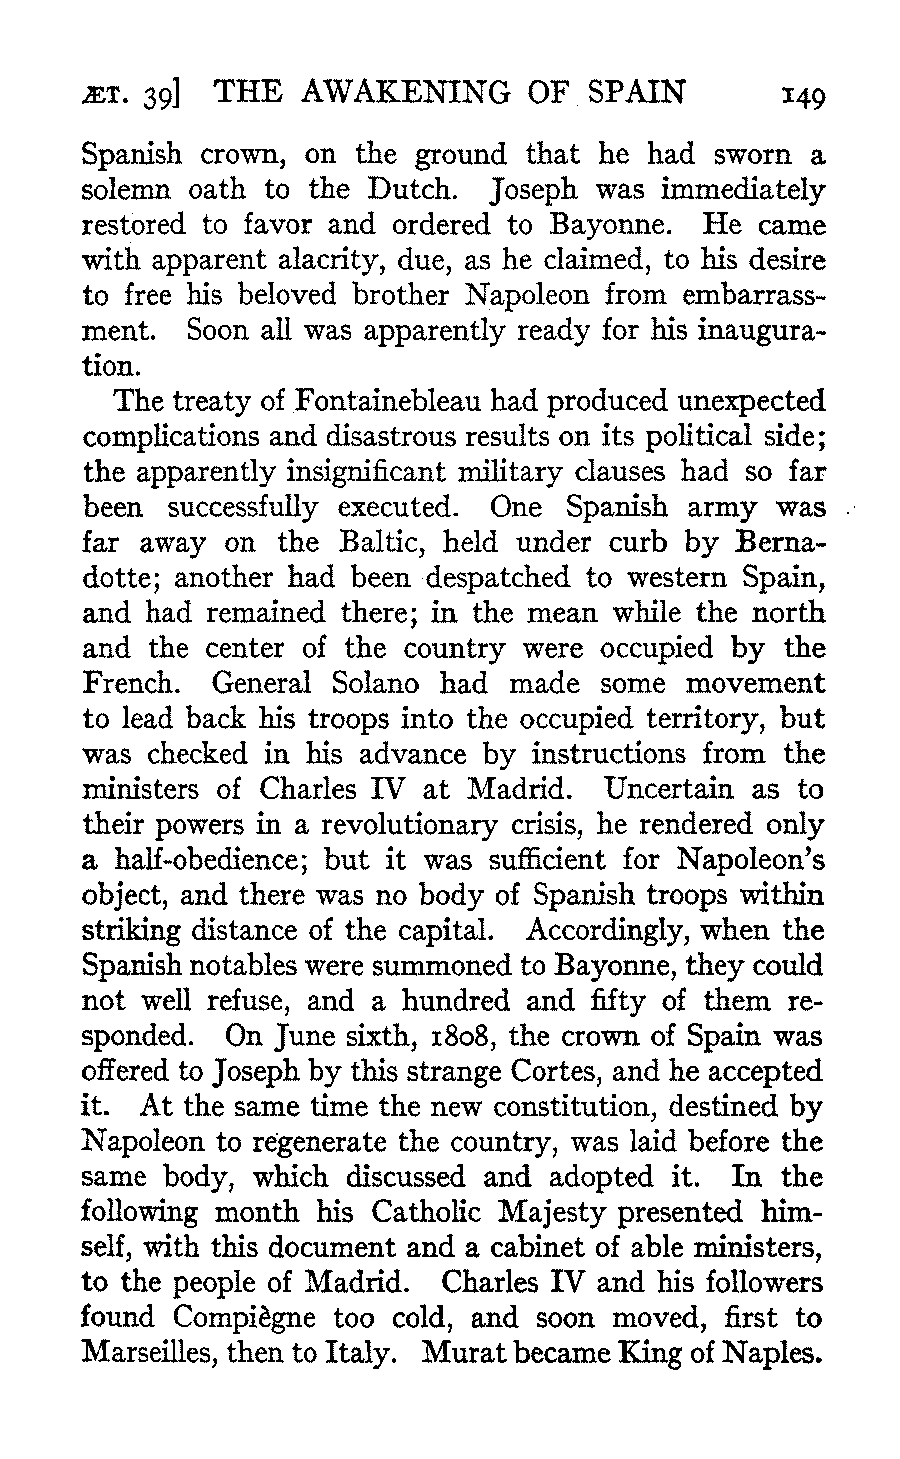 ÆT. 39] THE AWAKENING OF SPAIN 149
Spanish crown, on the ground that he had sworn a
solemn oath to the Dutch. Joseph was immediately
restored to favor and ordered to Bayonne. He came
with apparent alacrity, due, as he claimed, to his desire
to free his beloved brother Napoleon from embarrass-
ment. Soon all was apparently ready for his inaugura-
tion.
The treaty of Fontainebleau had produced unexpected
complications and disastrous results on its political side;
the apparently insignificant military clauses had so far
been successfully executed. One Spanish army was
far away on the Baltic, held under curb by Berna-
dotte; another had been despatched to western Spain,
and had remained there; in the mean while the north
and the center of the country were occupied by the
French. General Solano had made some movement
to lead back his troops into the occupied territory, but
was checked in his advance by instructions from the
ministers of Charles IV at Madrid. Uncertain as to
their powers in a revolutionary crisis, he rendered only
a half-obedience; but it was sufficient for Napoleon's
object, and there was no body of Spanish troops within
striking distance of the capital. Accordingly, when the
Spanish notables were summoned to Bayonne, they could
not well refuse, and a hundred and fifty of them re-
sponded. On June sixth, 1808, the crown of Spain was
offered to Joseph by this strange Cortes, and he accepted
it. At the same time the new constitution, destined by
Napoleon to regenerate the country, was laid before the
same body, which discussed and adopted it. In the
following month his Catholic Majesty presented him-
self, with this document and a cabinet of able ministers,
to the people of Madrid. Charles IV and his followers
found Compiègne too cold, and soon moved, first to
Marseilles, then to Italy. Murat became King of Naples.